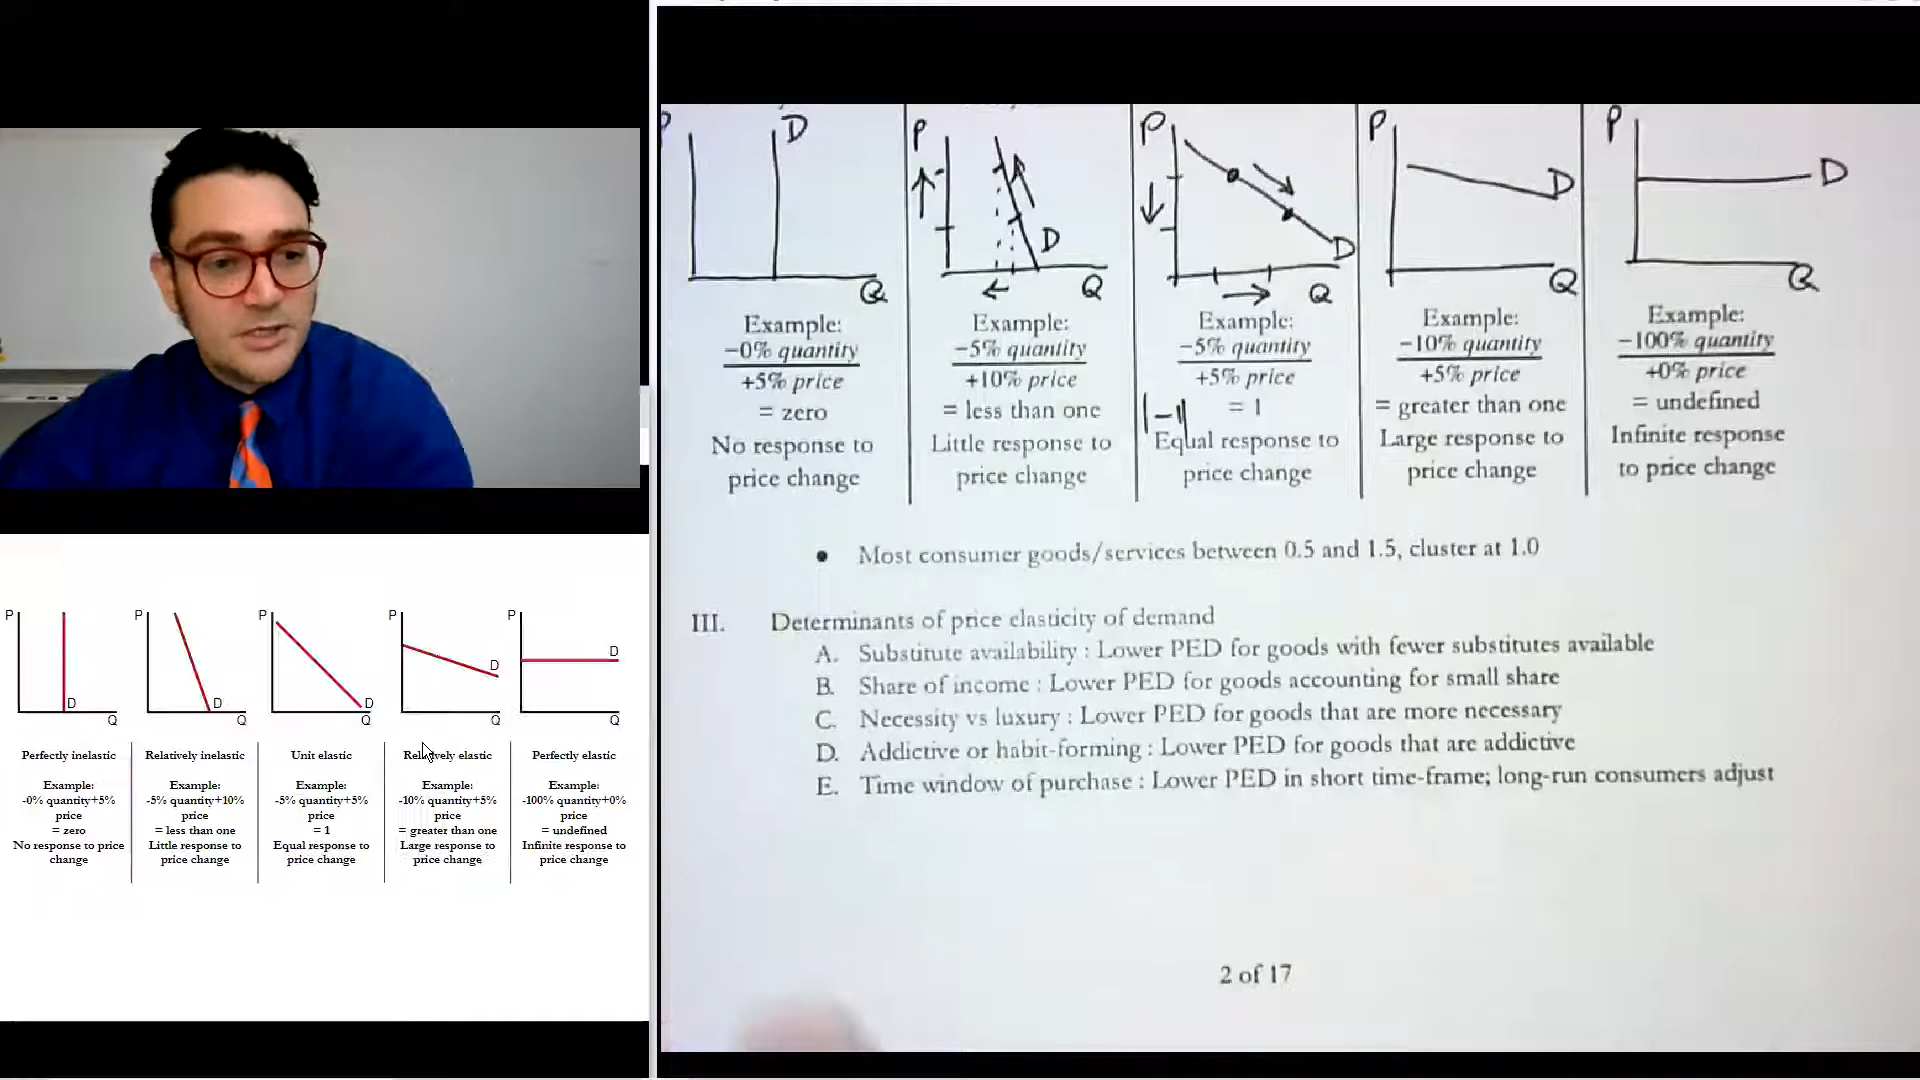 P D
Q
Example:
−0% quantity
+5% price
= zero
No response to
price change
P
D
Q
Example:
−5% quantity
+10% price
= less than one
Little response to
price change
P
D
Q
Example:
−5% quantity
+5% price
|-1| = 1
Equal response to
price change
P
D
Q
Example:
−10% quantity
+5% price
= greater than one
Large response to
price change
P
D
Q
Example:
−100% quantity
+0% price
= undefined
Infinite response
to price change
• Most consumer goods/services between 0.5 and 1.5, cluster at 1.0
III. Determinants of price elasticity of demand
A. Substitute availability : Lower PED for goods with fewer substitutes available
B. Share of income : Lower PED for goods accounting for small share
C. Necessity vs luxury : Lower PED for goods that are more necessary
D. Addictive or habit-forming : Lower PED for goods that are addictive
E. Time window of purchase : Lower PED in short time-frame; long-run consumers adjust
2 of 17
P
D
Q
Perfectly inelastic
Example:
-0% quantity+5%
price
= zero
No response to price
change
P
D
Q
Relatively inelastic
Example:
-5% quantity+10%
price
= less than one
Little response to
price change
P
D
Q
Unit elastic
Example:
-5% quantity+5%
price
= 1
Equal response to
price change
P
D
Q
Relatively elastic
Example:
-10% quantity+5%
price
= greater than one
Large response to
price change
P
D
Q
Perfectly elastic
Example:
-100% quantity+0%
price
= undefined
Infinite response to
price change